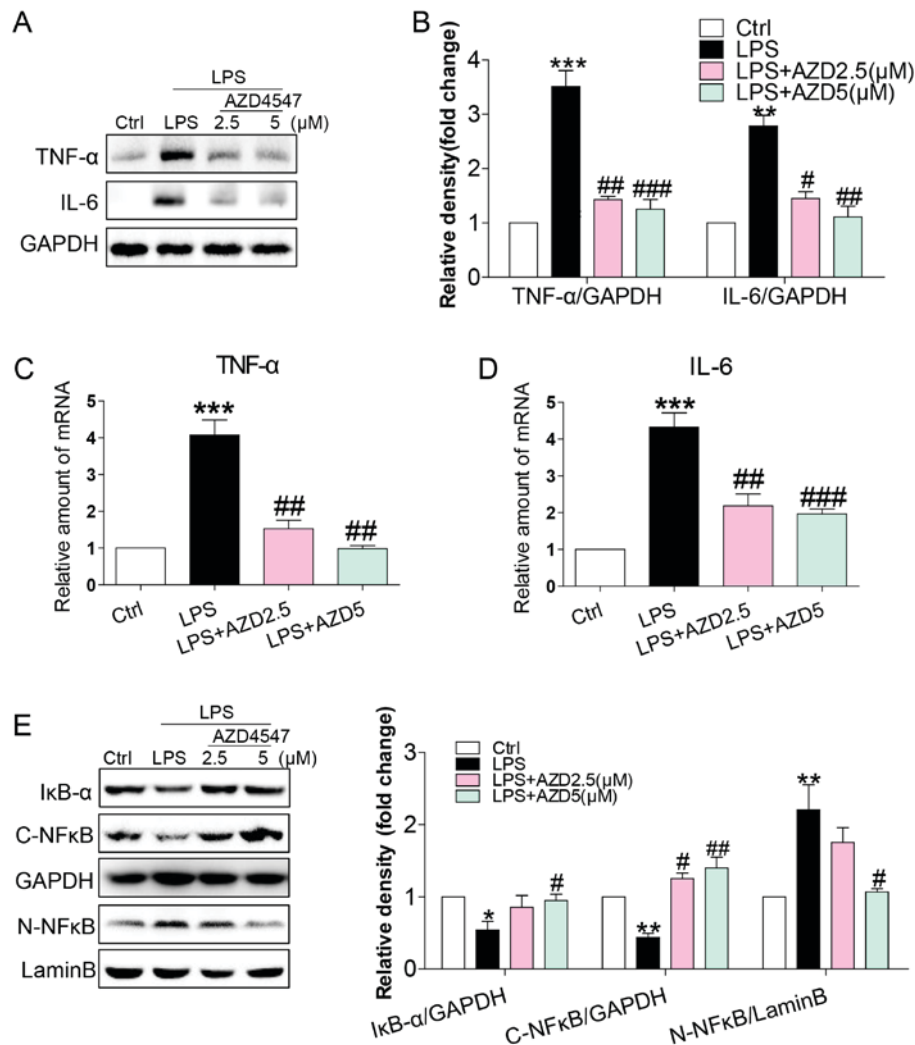 A
LPS
AZD4547
Ctrl LPS 2.5 5 (μM)
TNF-α
IL-6
GAPDH
B
Ctrl
LPS
LPS+AZD2.5(μM)
LPS+AZD5(μM)
Relative density(fold change)
4
3
2
1
0
***
##
###
**
#
##
TNF-α/GAPDH IL-6/GAPDH
C
TNF-α
Relative amount of mRNA
5
4
3
2
1
0
***
##
##
Ctrl
LPS
LPS+AZD2.5
LPS+AZD5
D
IL-6
Relative amount of mRNA
5
4
3
2
1
0
***
##
###
Ctrl
LPS
LPS+AZD2.5
LPS+AZD5
E
LPS
AZD4547
Ctrl LPS 2.5 5 (μM)
IκB-α
C-NFκB
GAPDH
N-NFκB
LaminB
Relative density (fold change)
3
2
1
0
Ctrl
LPS
LPS+AZD2.5(μM)
LPS+AZD5(μM)
*
#
**
#
##
**
#
IκB-α/GAPDH
C-NFκB/GAPDH
N-NFκB/LaminB